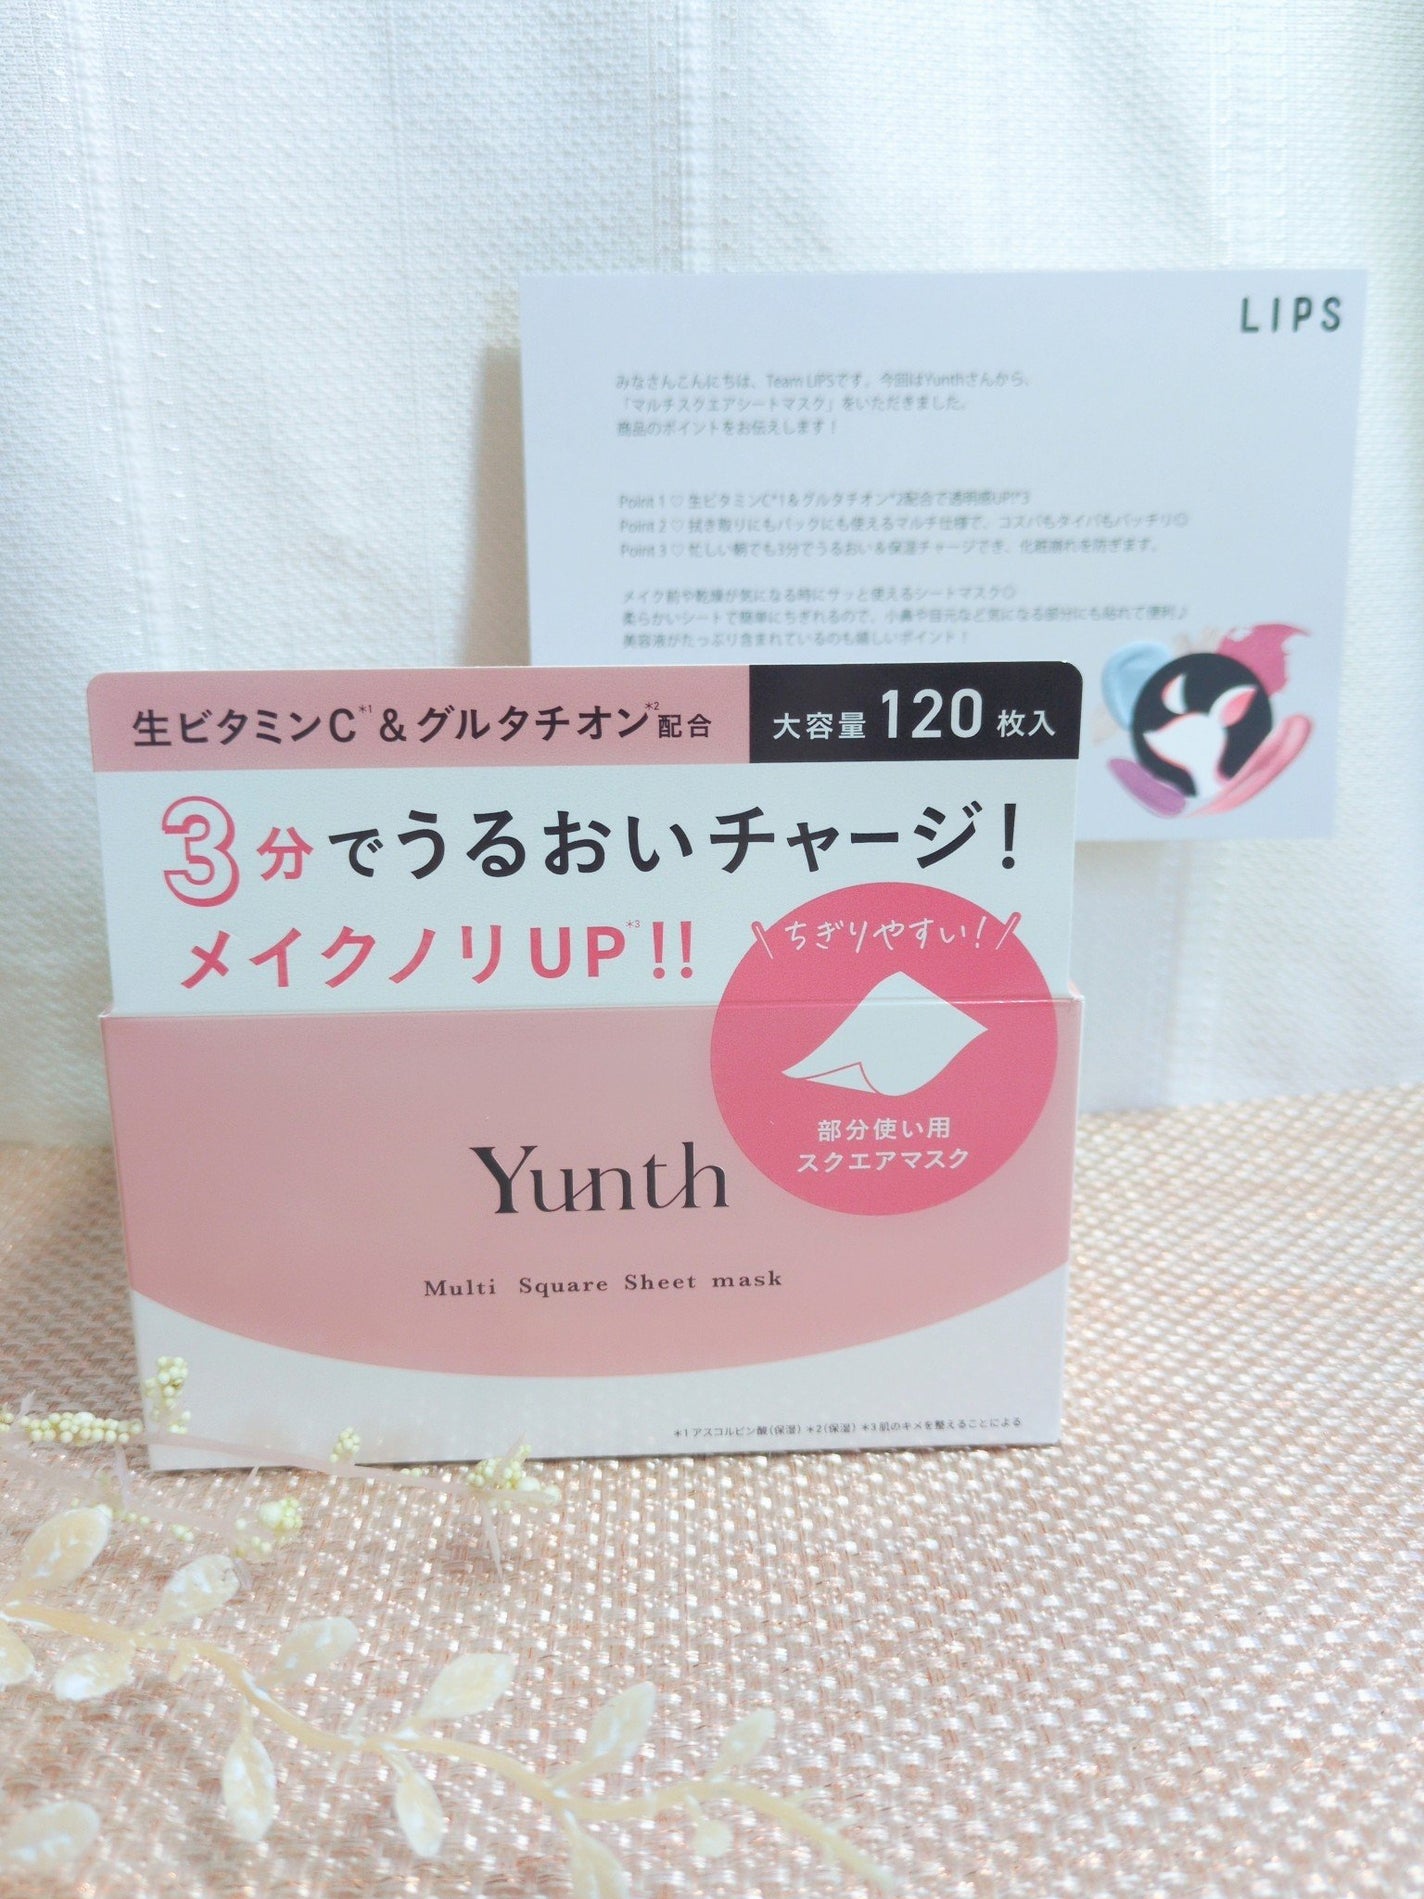 LIPS
みなさんこんにちは、Team LIPSです。今回はYunthさんから、
「マルチスクエアシートマスク」をいただきました。
商品のポイントをお伝えします！
Point 1 ♡ 生ビタミンC*1&グルタチオン*2配合で透明感UP!*3
Point 2 ♡ 拭き取りにもパックにも使えるマルチ仕様で、コスパもタイパもバッチリ◎
Point 3 ♡ 忙しい朝でも3分でうるおい&保湿チャージでき、化粧崩れを防ぎます。
メイク前や乾燥が気になる時にサッと使えるシートマスク◎
柔らかいシートで簡単にちぎれるので、小鼻や目元など気になる部分にも貼れて便利♪
美容液がたっぷり含まれているのも嬉しいポイント！
生ビタミンC*1&グルタチオン*2配合 大容量120枚入
3分でうるおいチャージ！
メイクノリUP*3!!
\ちぎりやすい！/
部分使い用
スクエアマスク
Yunth
Multi Square Sheet mask
*1 アスコルビン酸(保湿) *2(保湿) *3 肌のキメを整えることによる